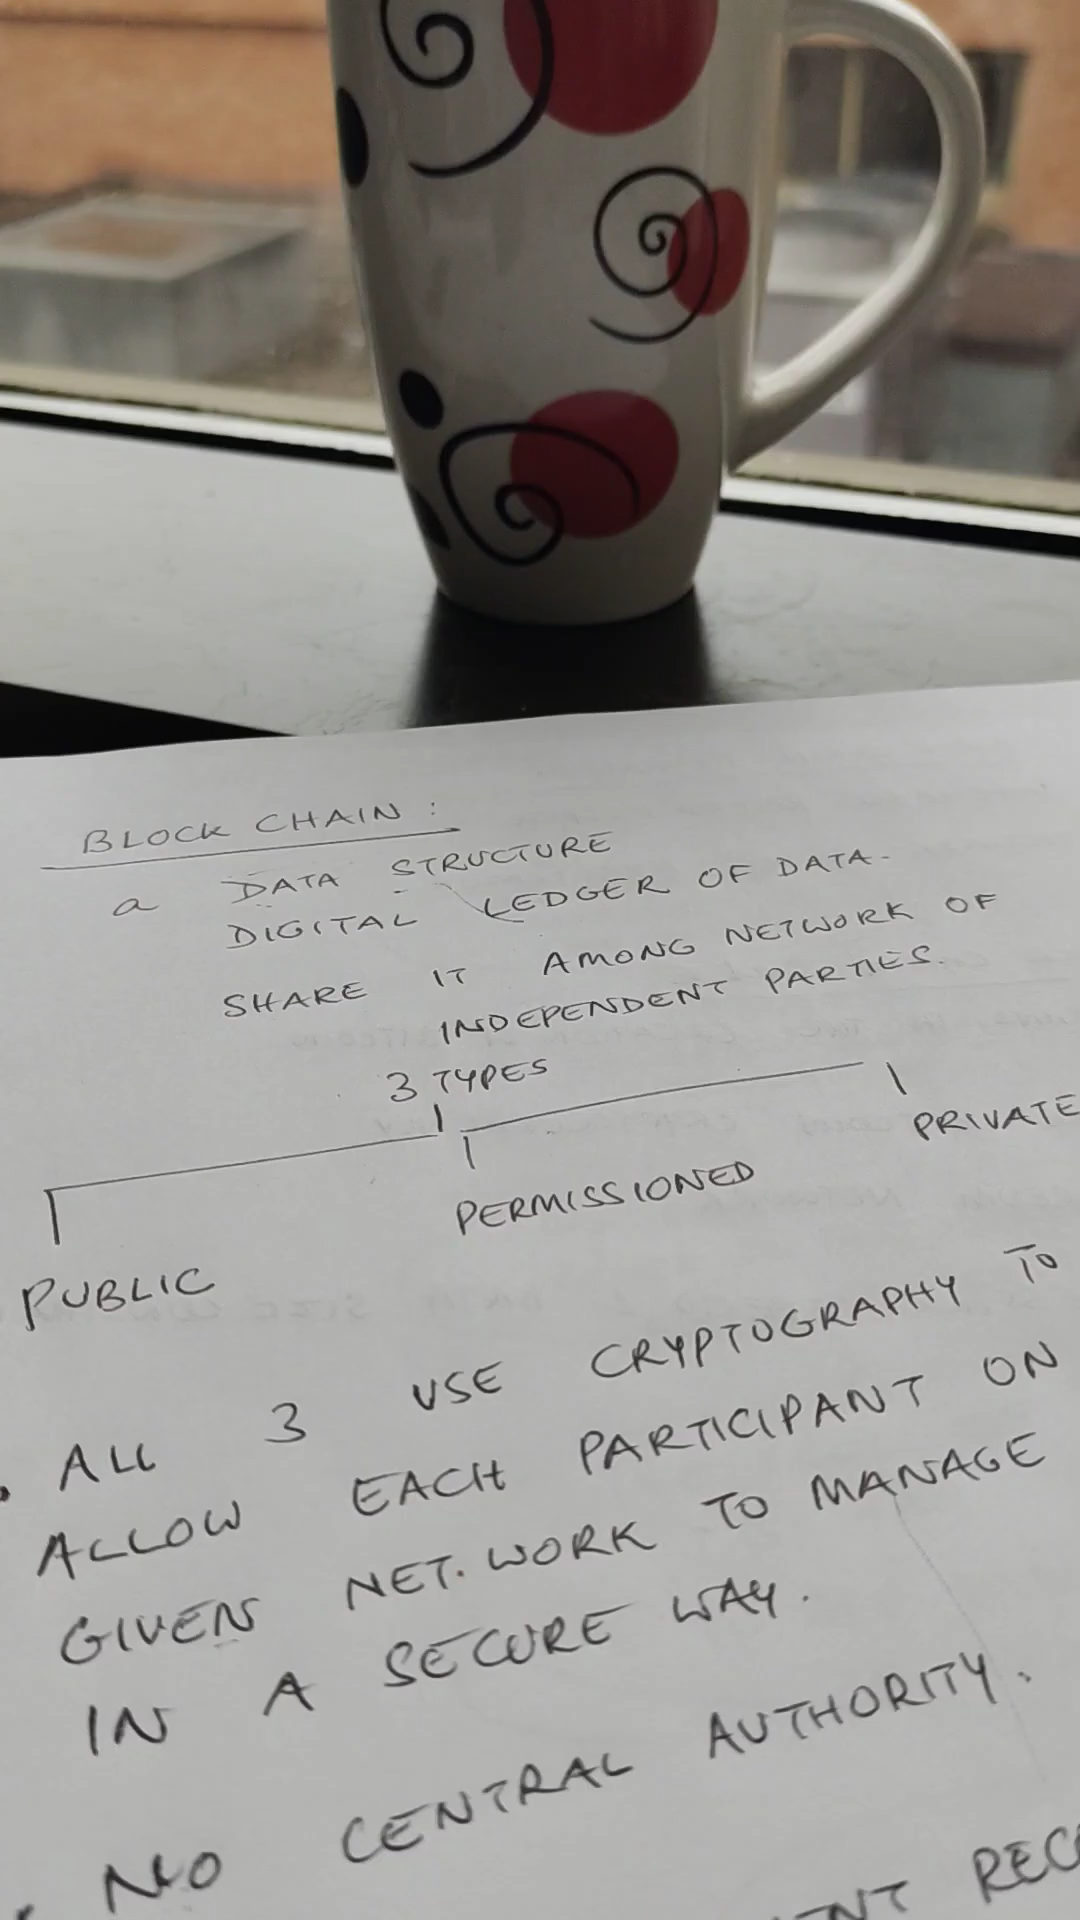 BLOCK CHAIN :
a DATA STRUCTURE
DIGITAL LEDGER OF DATA.
SHARE IT AMONG NETWORK OF
INDEPENDENT PARTIES.
3 TYPES
PUBLIC PERMISSIONED PRIVATE
. ALL 3 USE CRYPTOGRAPHY TO
ALLOW EACH PARTICIPANT ON
GIVEN NET.WORK TO MANAGE
IN A SECURE WAY.
. NO CENTRAL AUTHORITY.